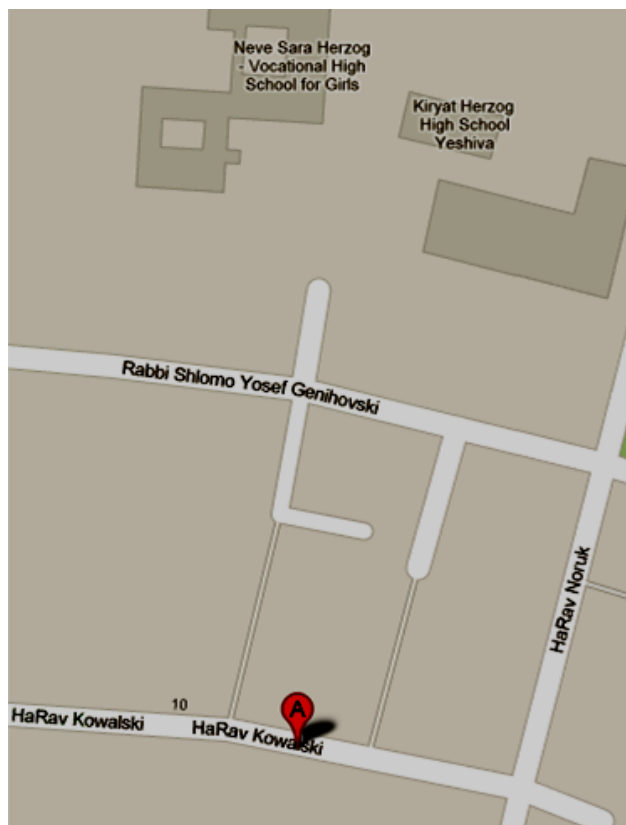 Neve Sara Herzog
- Vocational High
School for Girls
Kiryat Herzog
High School
Yeshiva
Rabbi Shlomo Yosef Genihovski
HaRav Noruk
10
HaRav Kowalski
HaRav Kowalski
A